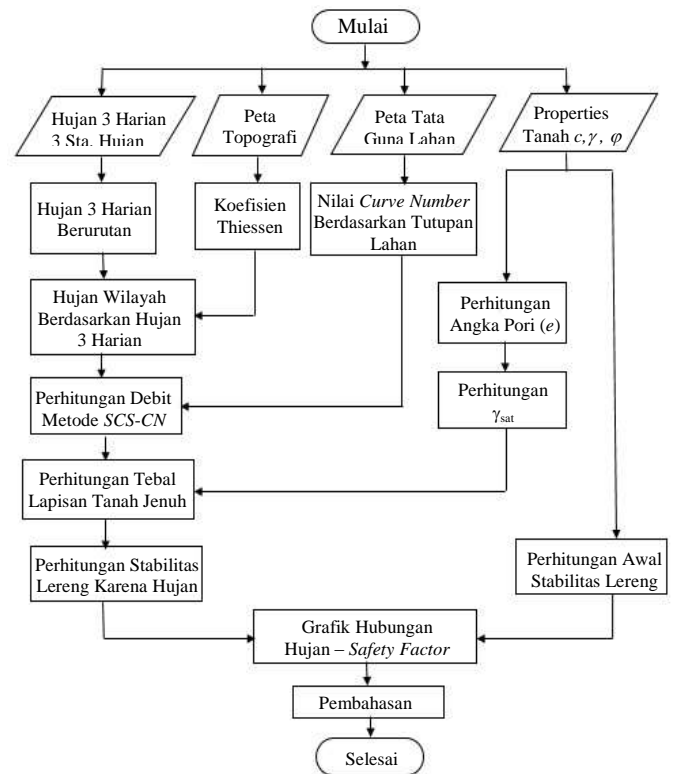 Mulai
Hujan 3 Harian
3 Sta. Hujan
Peta
Topografi
Peta Tata
Guna Lahan
Properties
Tanah c,γ , φ
Hujan 3 Harian
Berurutan
Koefisien
Thiessen
Nilai Curve Number
Berdasarkan Tutupan
Lahan
Hujan Wilayah
Berdasarkan Hujan
3 Harian
Perhitungan
Angka Pori (e)
Perhitungan Debit
Metode SCS-CN
Perhitungan
γsat
Perhitungan Tebal
Lapisan Tanah Jenuh
Perhitungan Stabilitas
Lereng Karena Hujan
Perhitungan Awal
Stabilitas Lereng
Grafik Hubungan
Hujan – Safety Factor
Pembahasan
Selesai